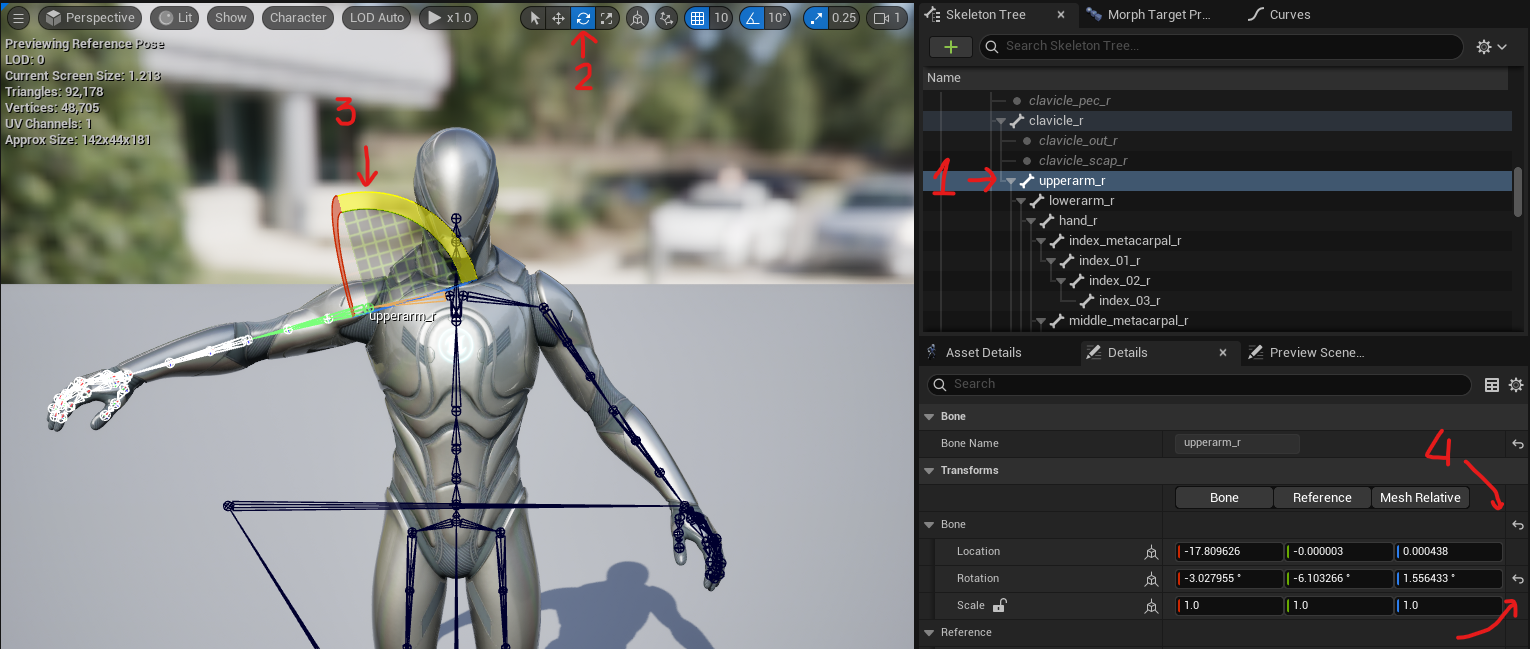 Perspective Lit Show Character LOD Auto x1.0 10 10° 0.25 1
Previewing Reference Pose
LOD: 0
Current Screen Size: 1.213
Triangles: 92,178
Vertices: 48,705
UV Channels: 1
Approx Size: 142x44x181
2
3
upperarm_r
Skeleton Tree Morph Target Pr... Curves
Search Skeleton Tree...
Name
clavicle_pec_r
clavicle_r
clavicle_out_r
clavicle_scap_r
1
upperarm_r
lowerarm_r
hand_r
index_metacarpal_r
index_01_r
index_02_r
index_03_r
middle_metacarpal_r
Asset Details Details Preview Scene...
Search
Bone
Bone Name upperarm_r
4
Transforms
Bone Reference Mesh Relative
Bone
Location -17.809626 -0.000003 0.000438
Rotation -3.027955 ° -6.103266 ° 1.556433 °
Scale 1.0 1.0 1.0
Reference